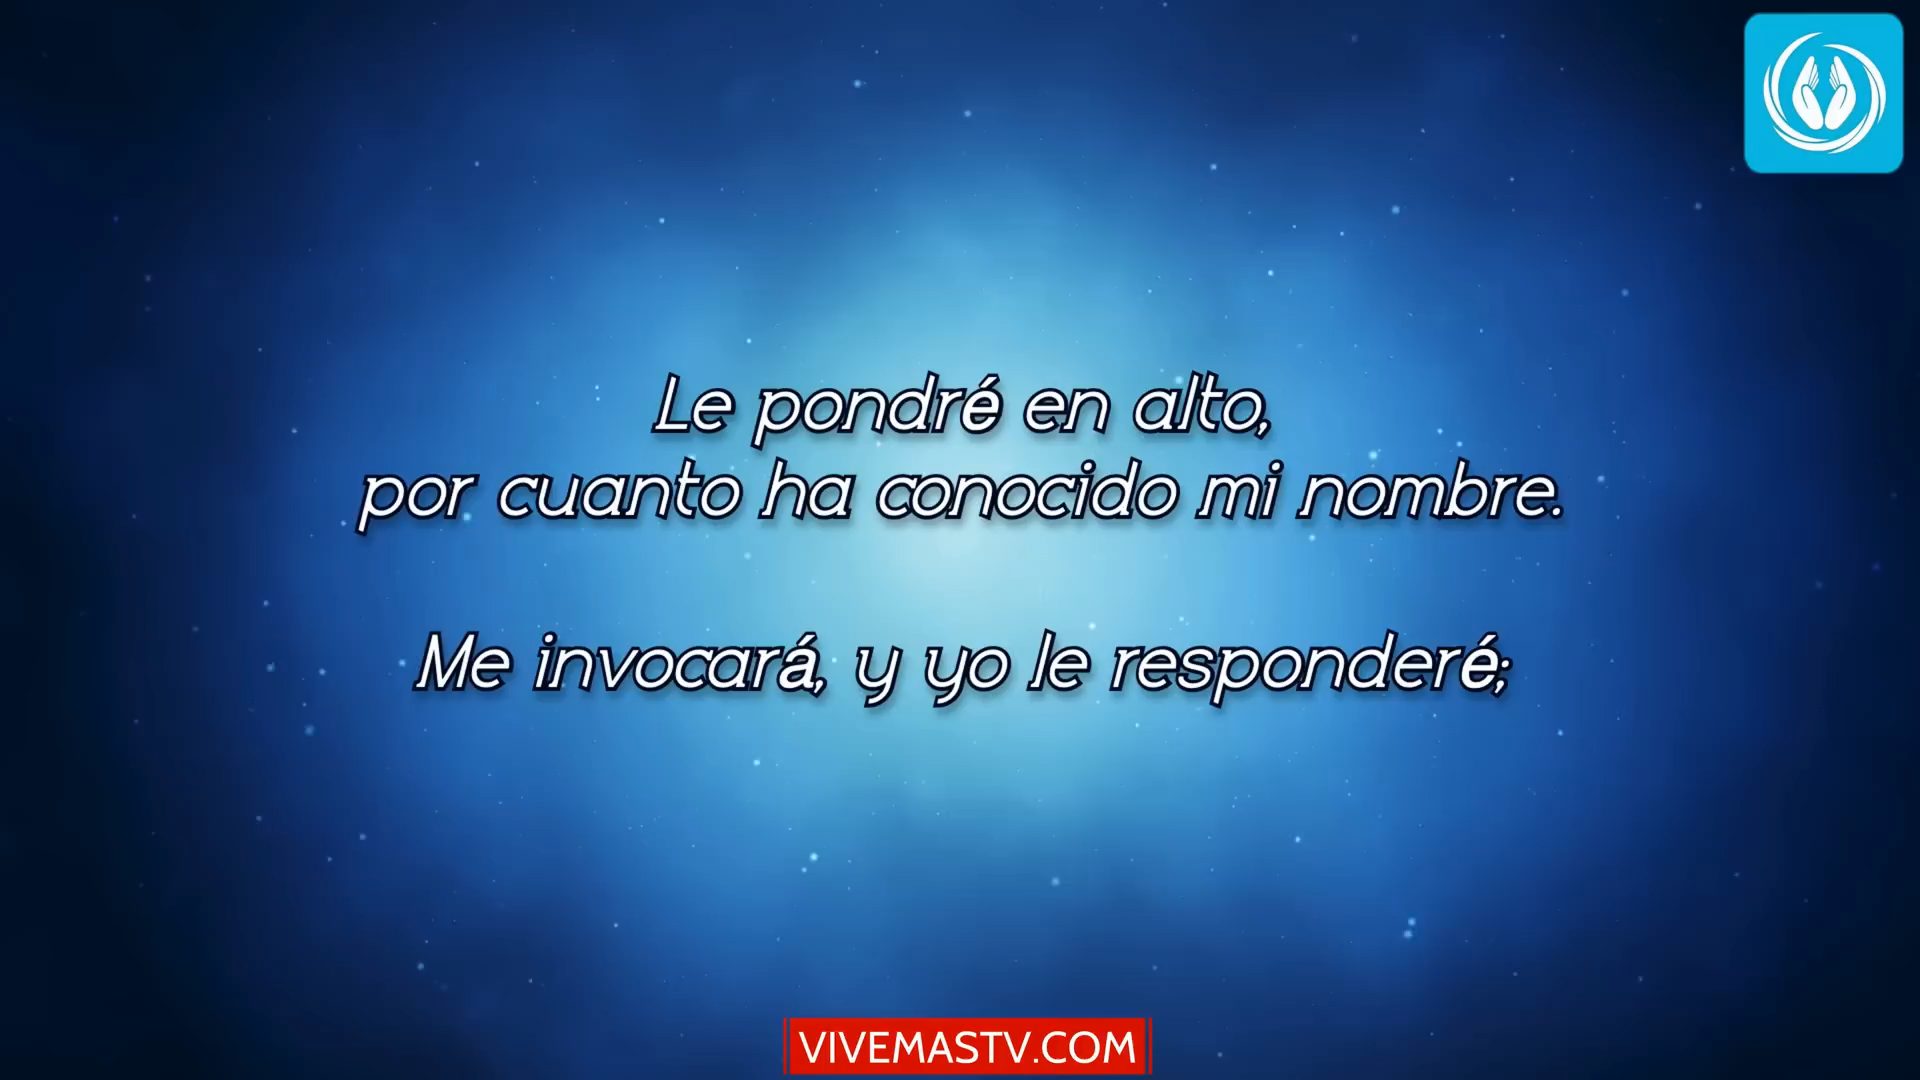 Le pondré en alto,
por cuanto ha conocido mi nombre.
Me invocará, y yo le responderé;
VIVEMASTV.COM